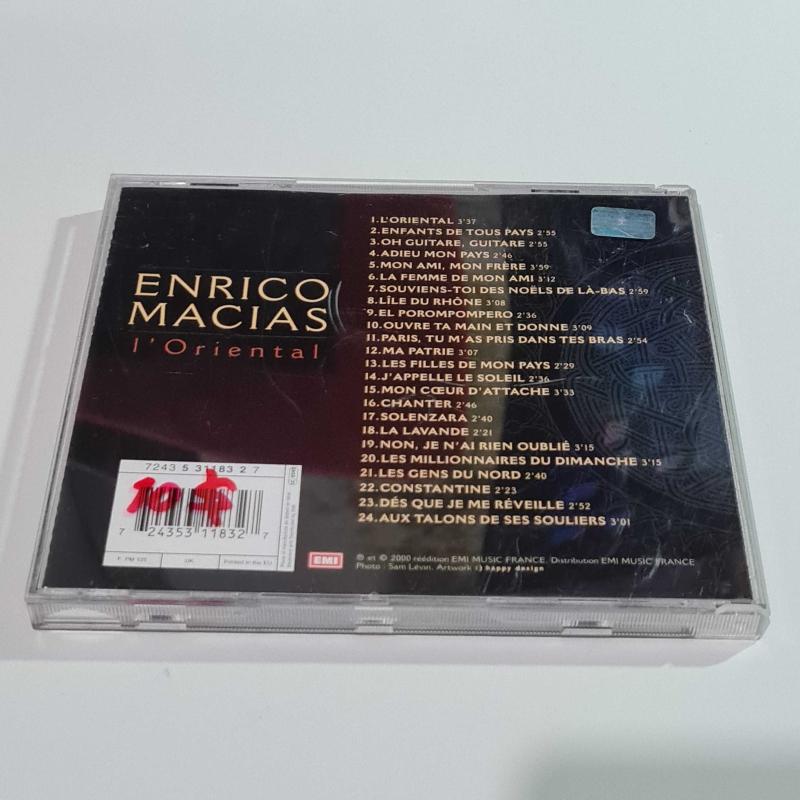 ENRICO
MACIAS
l'Oriental
1. L'ORIENTAL 3'37
2. ENFANTS DE TOUS PAYS 2'55
3. OH GUITARE, GUITARE 2'55
4. ADIEU MON PAYS 2'46
5. MON AMI, MON FRÈRE 3'59
6. LA FEMME DE MON AMI 3'12
7. SOUVIENS-TOI DES NOËLS DE LÀ-BAS 2'59
8. L'ÎLE DU RHÔNE 3'08
9. EL POROMPOMPERO 2'36
10. OUVRE TA MAIN ET DONNE 3'09
11. PARIS, TU M'AS PRIS DANS TES BRAS 2'54
12. MA PATRIE 3'07
13. LES FILLES DE MON PAYS 2'29
14. J'APPELLE LE SOLEIL 2'36
15. MON CŒUR D'ATTACHE 3'33
16. CHANTER 2'46
17. SOLENZARA 2'40
18. LA LAVANDE 2'21
19. NON, JE N'AI RIEN OUBLIÉ 3'15
20. LES MILLIONNAIRES DU DIMANCHE 3'15
21. LES GENS DU NORD 2'40
22. CONSTANTINE 2'23
23. DÉS QUE JE ME RÉVEILLE 2'52
24. AUX TALONS DE SES SOULIERS 3'01
7243 5 31183 2 7
10
7 24353 11832 7
UK
Printed in the EU
EMI
℗ et © 2000 réédition EMI MUSIC FRANCE. Distribution EMI MUSIC FRANCE
Photo : Sam Lévin. Artwork :) happy design